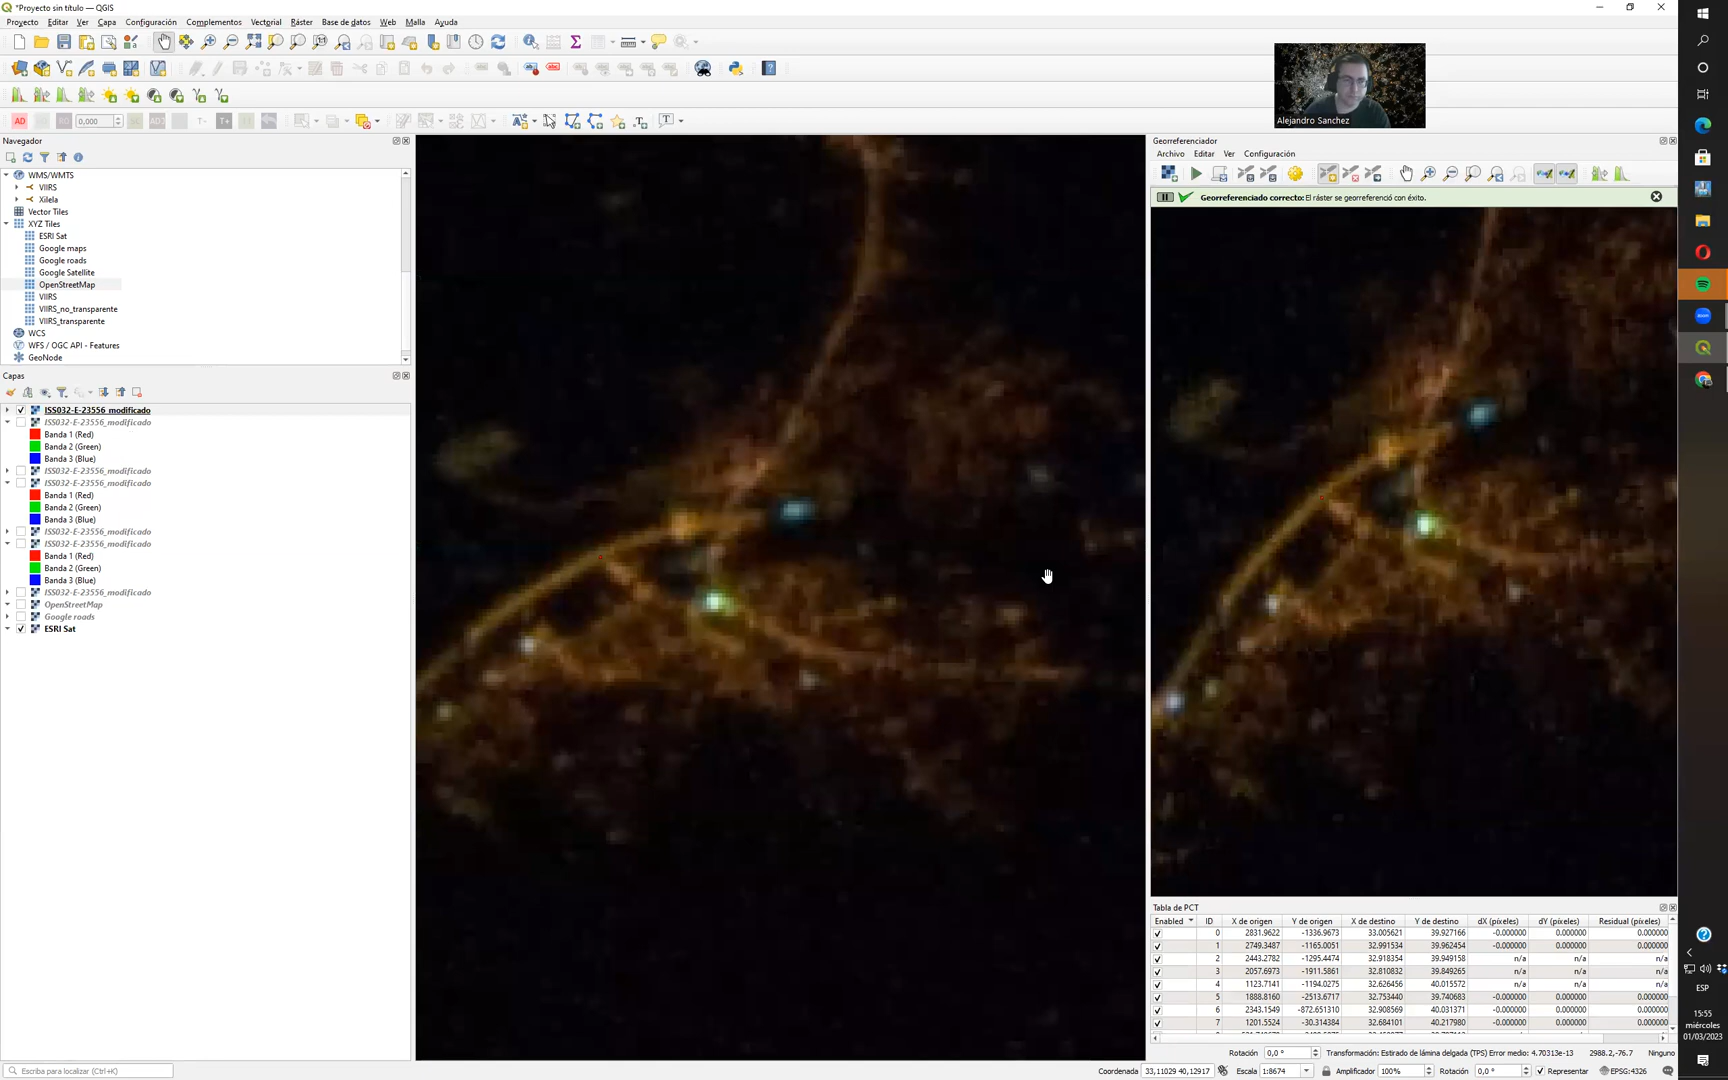 *Proyecto sin título — QGIS
Proyecto Editar Ver Capa Configuración Complementos Vectorial Ráster Base de datos Web Malla Ayuda
0,000
Navegador
WMS/WMTS
VIIRS
Xilela
Vector Tiles
XYZ Tiles
ESRI Sat
Google maps
Google roads
Google Satellite
OpenStreetMap
VIIRS
VIIRS_no_transparente
VIIRS_transparente
WCS
WFS / OGC API - Features
GeoNode
Capas
ISS032-E-23556_modificado
ISS032-E-23556_modificado
Banda 1 (Red)
Banda 2 (Green)
Banda 3 (Blue)
ISS032-E-23556_modificado
ISS032-E-23556_modificado
Banda 1 (Red)
Banda 2 (Green)
Banda 3 (Blue)
ISS032-E-23556_modificado
ISS032-E-23556_modificado
Banda 1 (Red)
Banda 2 (Green)
Banda 3 (Blue)
ISS032-E-23556_modificado
OpenStreetMap
Google roads
ESRI Sat
Alejandro Sanchez
Georreferenciador
Archivo Editar Ver Configuración
Georreferenciado correcto: El ráster se georreferenció con éxito.
Tabla de PCT
Enabled ID X de origen Y de origen X de destino Y de destino dX (píxeles) dY (píxeles) Residual (píxeles)
0 2831.9622 -1336.9673 33.005621 39.927166 -0.000000 0.000000 0.000000
1 2749.3487 -1165.0051 32.991534 39.962454 -0.000000 0.000000 0.000000
2 2443.2782 -1295.4474 32.918354 39.949158 n/a n/a n/a
3 2057.6973 -1911.5861 32.810832 39.849265 n/a n/a n/a
4 1123.7141 -1194.0275 32.626456 40.015572 n/a n/a n/a
5 1888.8160 -2513.6717 32.753440 39.740683 -0.000000 0.000000 0.000000
6 2343.1549 -872.651310 32.908569 40.031371 -0.000000 0.000000 0.000000
7 1201.5524 -30.314384 32.684101 40.217980 -0.000000 0.000000 0.000000
Rotación 0,0 ° Transformación: Estirado de lámina delgada (TPS) Error medio: 4.70313e-13 2988.2,-76.7 Ninguno
Escriba para localizar (Ctrl+K)
Coordenada 33,11029 40,12917 Escala 1:8674 Amplificador 100% Rotación 0,0 ° Representar EPSG:4326
ESP
15:55
miércoles
01/03/2023